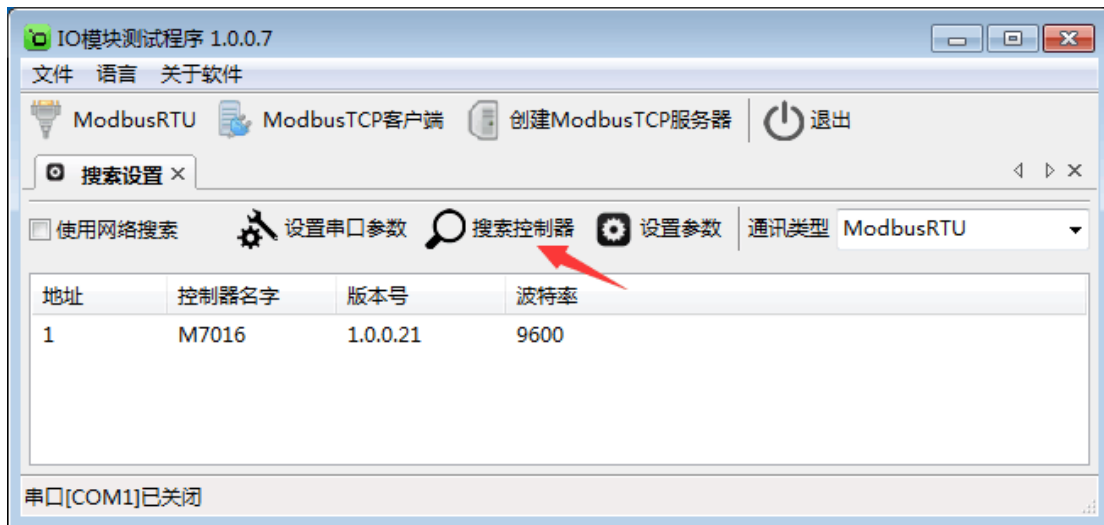 IO模块测试程序 1.0.0.7
文件 语言 关于软件
ModbusRTU ModbusTCP客户端 创建ModbusTCP服务器 退出
搜索设置
使用网络搜索 设置串口参数 搜索控制器 设置参数 通讯类型 ModbusRTU
地址 控制器名字 版本号 波特率
1 M7016 1.0.0.21 9600
串口[COM1]已关闭